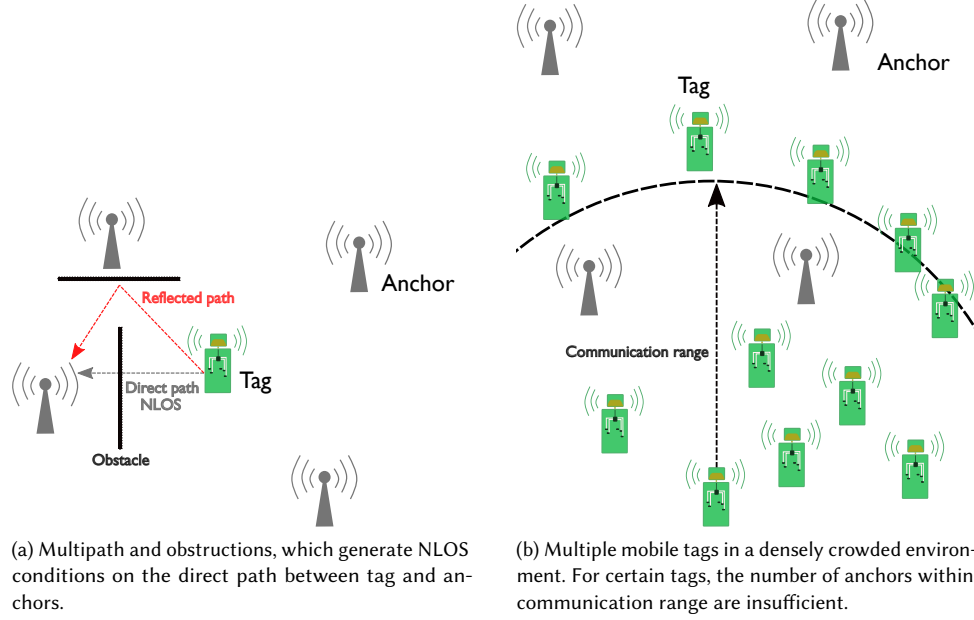 Anchor
Reflected path
Direct path
NLOS
Tag
Obstacle
(a) Multipath and obstructions, which generate NLOS
conditions on the direct path between tag and an-
chors.
Anchor
Tag
Communication range
(b) Multiple mobile tags in a densely crowded environ-
ment. For certain tags, the number of anchors within
communication range are insufficient.